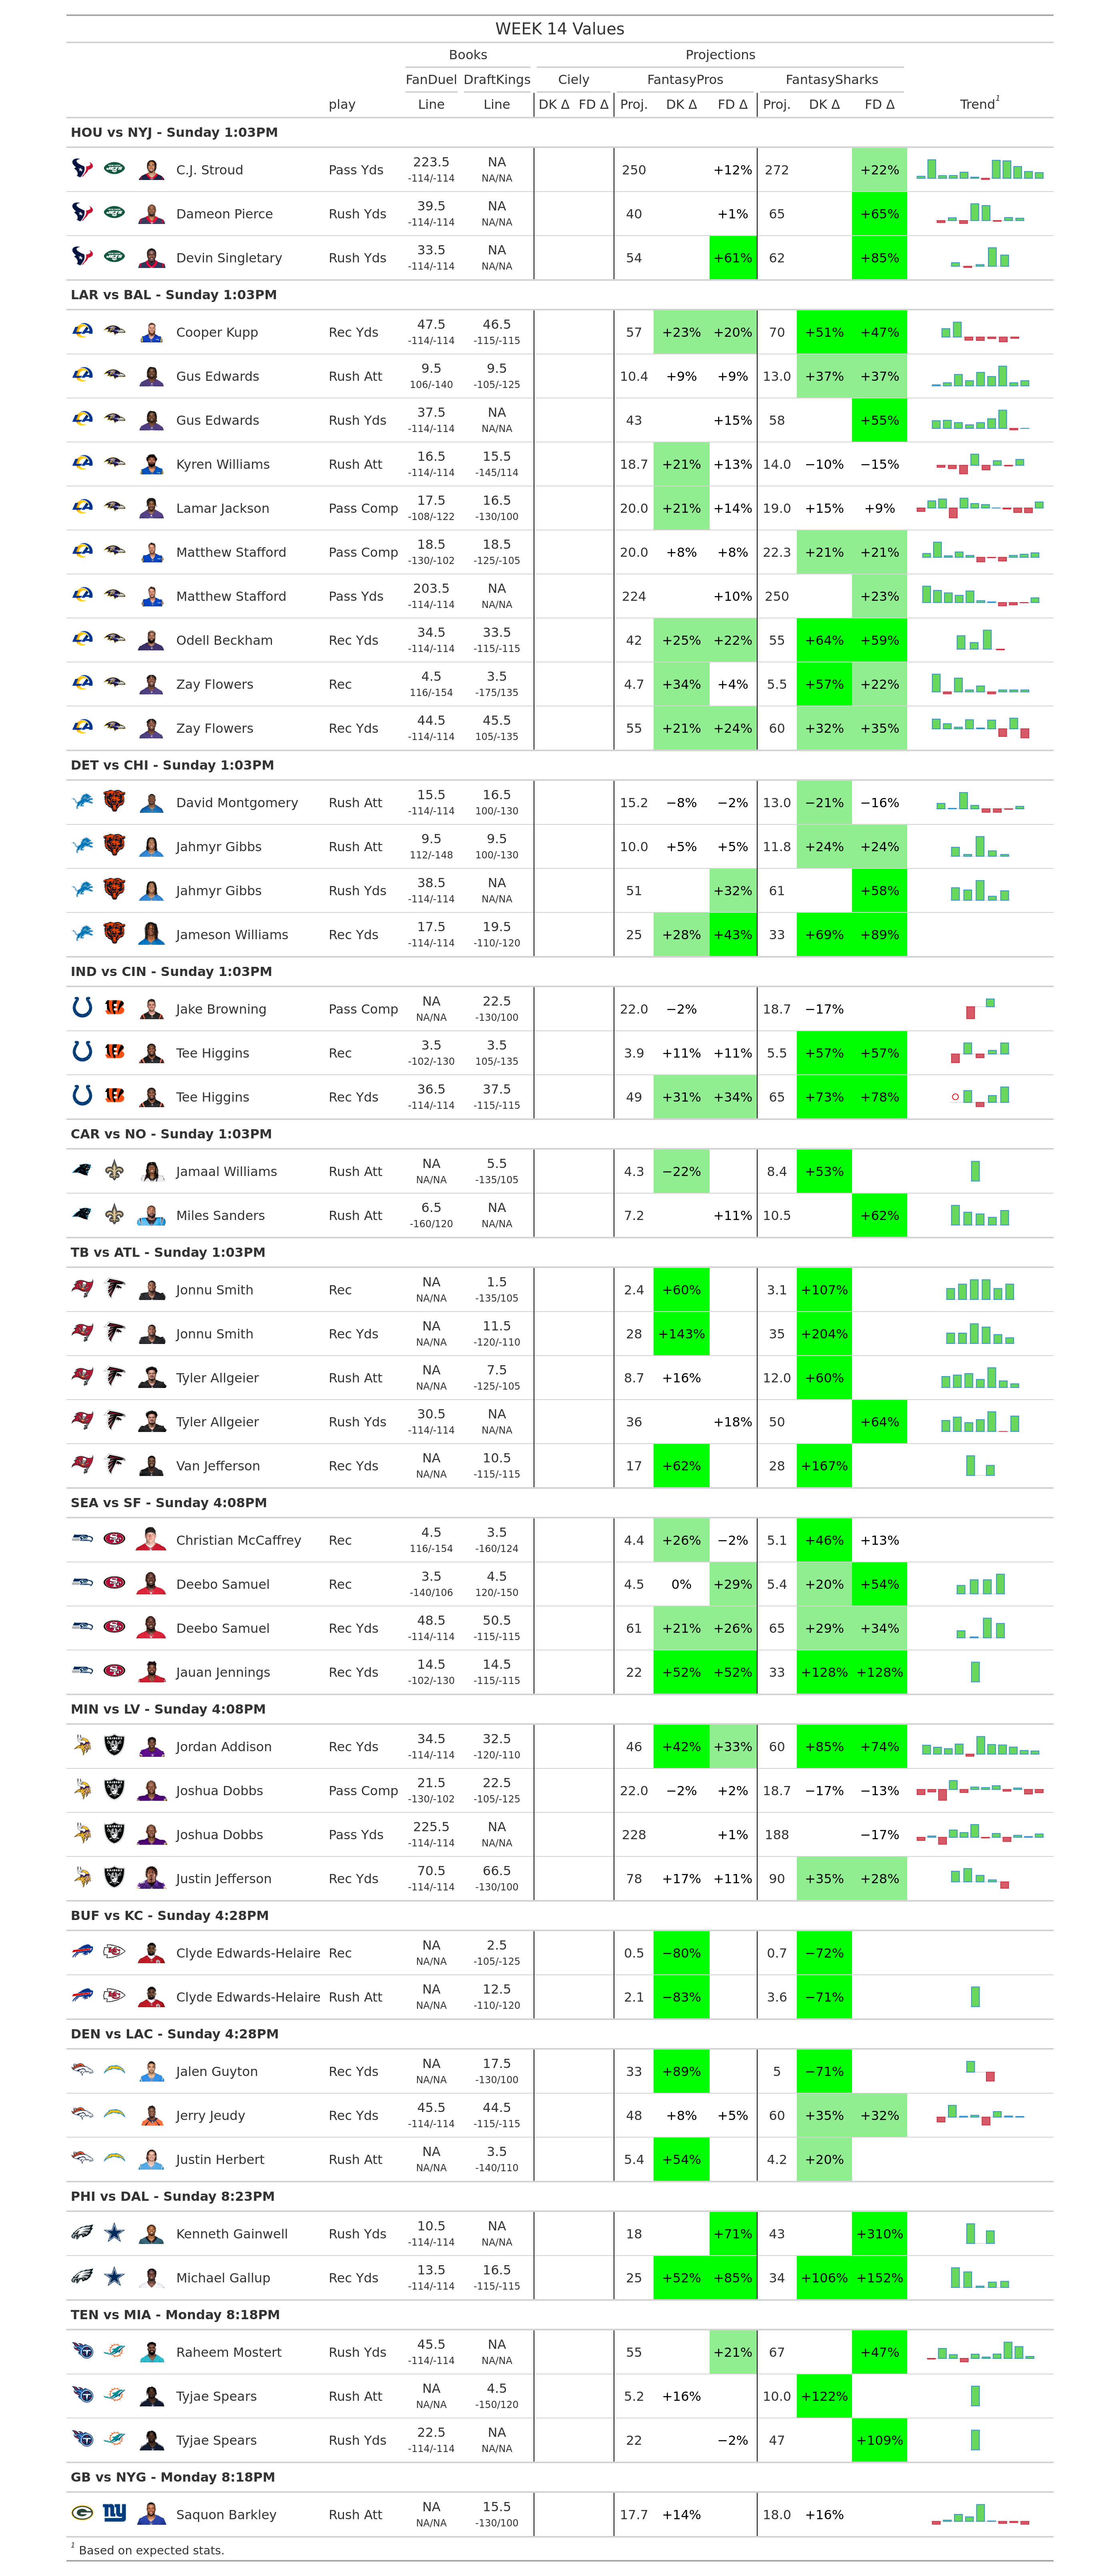 WEEK 14 Values
Books Projections
FanDuel DraftKings Ciely FantasyPros FantasySharks
play Line Line DK Δ FD Δ Proj. DK Δ FD Δ Proj. DK Δ FD Δ Trend1
HOU vs NYJ - Sunday 1:03PM
C.J. Stroud Pass Yds 223.5 NA 250 +12% 272 +22%
-114/-114 NA/NA
Dameon Pierce Rush Yds 39.5 NA 40 +1% 65 +65%
-114/-114 NA/NA
Devin Singletary Rush Yds 33.5 NA 54 +61% 62 +85%
-114/-114 NA/NA
LAR vs BAL - Sunday 1:03PM
Cooper Kupp Rec Yds 47.5 46.5 57 +23% +20% 70 +51% +47%
-114/-114 -115/-115
Gus Edwards Rush Att 9.5 9.5 10.4 +9% +9% 13.0 +37% +37%
106/-140 -105/-125
Gus Edwards Rush Yds 37.5 NA 43 +15% 58 +55%
-114/-114 NA/NA
Kyren Williams Rush Att 16.5 15.5 18.7 +21% +13% 14.0 −10% −15%
-114/-114 -145/114
Lamar Jackson Pass Comp 17.5 16.5 20.0 +21% +14% 19.0 +15% +9%
-108/-122 -130/100
Matthew Stafford Pass Comp 18.5 18.5 20.0 +8% +8% 22.3 +21% +21%
-130/-102 -125/-105
Matthew Stafford Pass Yds 203.5 NA 224 +10% 250 +23%
-114/-114 NA/NA
Odell Beckham Rec Yds 34.5 33.5 42 +25% +22% 55 +64% +59%
-114/-114 -115/-115
Zay Flowers Rec 4.5 3.5 4.7 +34% +4% 5.5 +57% +22%
116/-154 -175/135
Zay Flowers Rec Yds 44.5 45.5 55 +21% +24% 60 +32% +35%
-114/-114 105/-135
DET vs CHI - Sunday 1:03PM
David Montgomery Rush Att 15.5 16.5 15.2 −8% −2% 13.0 −21% −16%
-114/-114 100/-130
Jahmyr Gibbs Rush Att 9.5 9.5 10.0 +5% +5% 11.8 +24% +24%
112/-148 100/-130
Jahmyr Gibbs Rush Yds 38.5 NA 51 +32% 61 +58%
-114/-114 NA/NA
Jameson Williams Rec Yds 17.5 19.5 25 +28% +43% 33 +69% +89%
-114/-114 -110/-120
IND vs CIN - Sunday 1:03PM
Jake Browning Pass Comp NA 22.5 22.0 −2% 18.7 −17%
NA/NA -130/100
Tee Higgins Rec 3.5 3.5 3.9 +11% +11% 5.5 +57% +57%
-102/-130 105/-135
Tee Higgins Rec Yds 36.5 37.5 49 +31% +34% 65 +73% +78%
-114/-114 -115/-115
CAR vs NO - Sunday 1:03PM
Jamaal Williams Rush Att NA 5.5 4.3 −22% 8.4 +53%
NA/NA -135/105
Miles Sanders Rush Att 6.5 NA 7.2 +11% 10.5 +62%
-160/120 NA/NA
TB vs ATL - Sunday 1:03PM
Jonnu Smith Rec NA 1.5 2.4 +60% 3.1 +107%
NA/NA -135/105
Jonnu Smith Rec Yds NA 11.5 28 +143% 35 +204%
NA/NA -120/-110
Tyler Allgeier Rush Att NA 7.5 8.7 +16% 12.0 +60%
NA/NA -125/-105
Tyler Allgeier Rush Yds 30.5 NA 36 +18% 50 +64%
-114/-114 NA/NA
Van Jefferson Rec Yds NA 10.5 17 +62% 28 +167%
NA/NA -115/-115
SEA vs SF - Sunday 4:08PM
Christian McCaffrey Rec 4.5 3.5 4.4 +26% −2% 5.1 +46% +13%
116/-154 -160/124
Deebo Samuel Rec 3.5 4.5 4.5 0% +29% 5.4 +20% +54%
-140/106 120/-150
Deebo Samuel Rec Yds 48.5 50.5 61 +21% +26% 65 +29% +34%
-114/-114 -115/-115
Jauan Jennings Rec Yds 14.5 14.5 22 +52% +52% 33 +128% +128%
-102/-130 -115/-115
MIN vs LV - Sunday 4:08PM
Jordan Addison Rec Yds 34.5 32.5 46 +42% +33% 60 +85% +74%
-114/-114 -120/-110
Joshua Dobbs Pass Comp 21.5 22.5 22.0 −2% +2% 18.7 −17% −13%
-130/-102 -105/-125
Joshua Dobbs Pass Yds 225.5 NA 228 +1% 188 −17%
-114/-114 NA/NA
Justin Jefferson Rec Yds 70.5 66.5 78 +17% +11% 90 +35% +28%
-114/-114 -130/100
BUF vs KC - Sunday 4:28PM
Clyde Edwards-Helaire Rec NA 2.5 0.5 −80% 0.7 −72%
NA/NA -105/-125
Clyde Edwards-Helaire Rush Att NA 12.5 2.1 −83% 3.6 −71%
NA/NA -110/-120
DEN vs LAC - Sunday 4:28PM
Jalen Guyton Rec Yds NA 17.5 33 +89% 5 −71%
NA/NA -130/100
Jerry Jeudy Rec Yds 45.5 44.5 48 +8% +5% 60 +35% +32%
-114/-114 -115/-115
Justin Herbert Rush Att NA 3.5 5.4 +54% 4.2 +20%
NA/NA -140/110
PHI vs DAL - Sunday 8:23PM
Kenneth Gainwell Rush Yds 10.5 NA 18 +71% 43 +310%
-114/-114 NA/NA
Michael Gallup Rec Yds 13.5 16.5 25 +52% +85% 34 +106% +152%
-114/-114 -115/-115
TEN vs MIA - Monday 8:18PM
Raheem Mostert Rush Yds 45.5 NA 55 +21% 67 +47%
-114/-114 NA/NA
Tyjae Spears Rush Att NA 4.5 5.2 +16% 10.0 +122%
NA/NA -150/120
Tyjae Spears Rush Yds 22.5 NA 22 −2% 47 +109%
-114/-114 NA/NA
GB vs NYG - Monday 8:18PM
Saquon Barkley Rush Att NA 15.5 17.7 +14% 18.0 +16%
NA/NA -130/100
1 Based on expected stats.